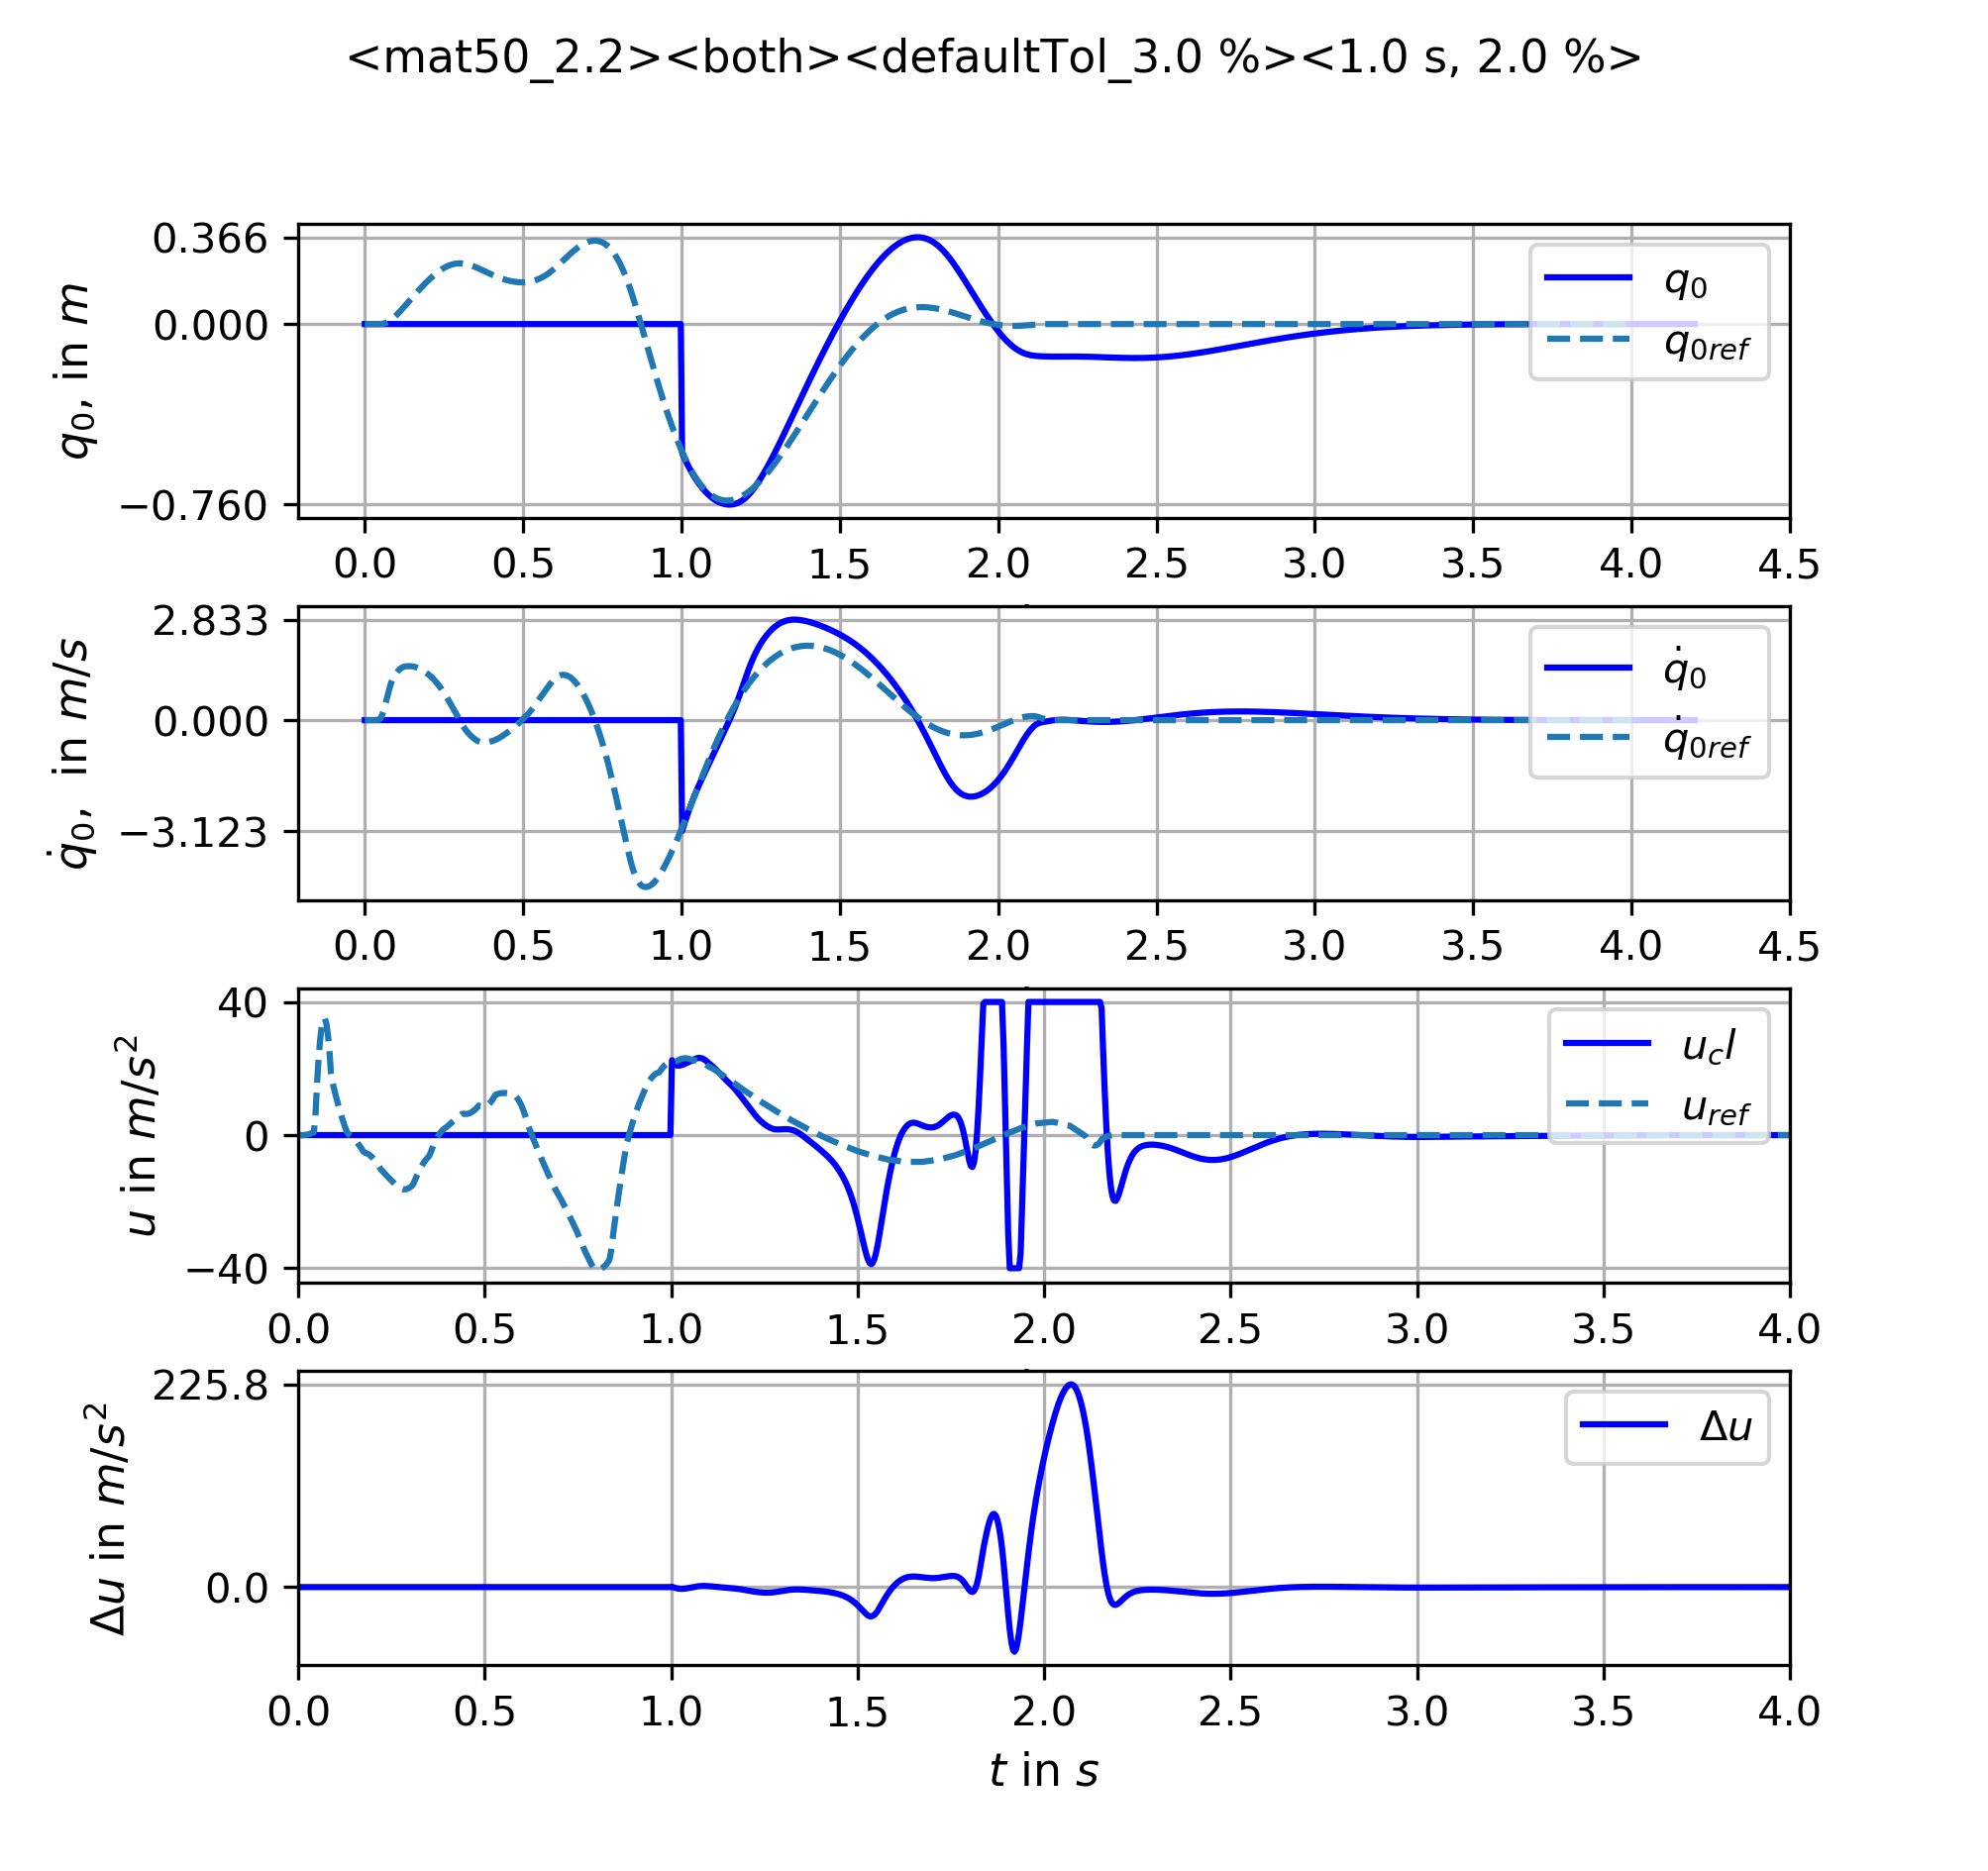 <mat50_2.2><both><defaultTol_3.0 %><1.0 s, 2.0 %>
q₀, in m
0.366
0.000
−0.760
q₀
q₀ref
0.0 0.5 1.0 1.5 2.0 2.5 3.0 3.5 4.0 4.5
q̇₀, in m/s
2.833
0.000
−3.123
q̇₀
q̇₀ref
0.0 0.5 1.0 1.5 2.0 2.5 3.0 3.5 4.0 4.5
u in m/s²
40
0
−40
u_cl
u_ref
0.0 0.5 1.0 1.5 2.0 2.5 3.0 3.5 4.0
Δu in m/s²
225.8
0.0
Δu
0.0 0.5 1.0 1.5 2.0 2.5 3.0 3.5 4.0
t in s